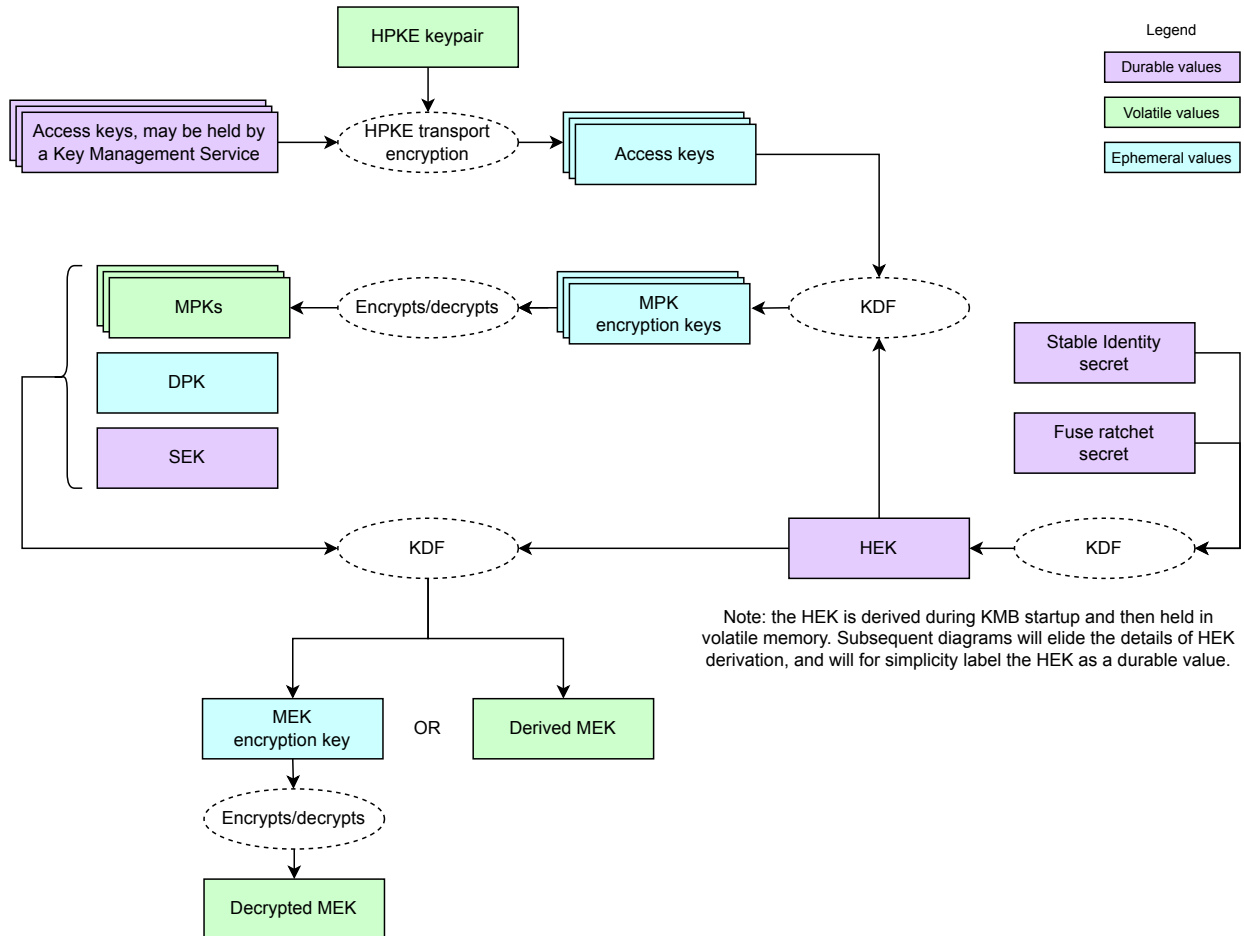 HPKE keypair
Legend
Durable values
Volatile values
Ephemeral values
Access keys, may be held by
a Key Management Service
HPKE transport
encryption
Access keys
MPKs
Encrypts/decrypts
MPK
encryption keys
KDF
DPK
SEK
Stable Identity
secret
Fuse ratchet
secret
KDF
HEK
KDF
Note: the HEK is derived during KMB startup and then held in
volatile memory. Subsequent diagrams will elide the details of HEK
derivation, and will for simplicity label the HEK as a durable value.
MEK
encryption key
OR
Derived MEK
Encrypts/decrypts
Decrypted MEK